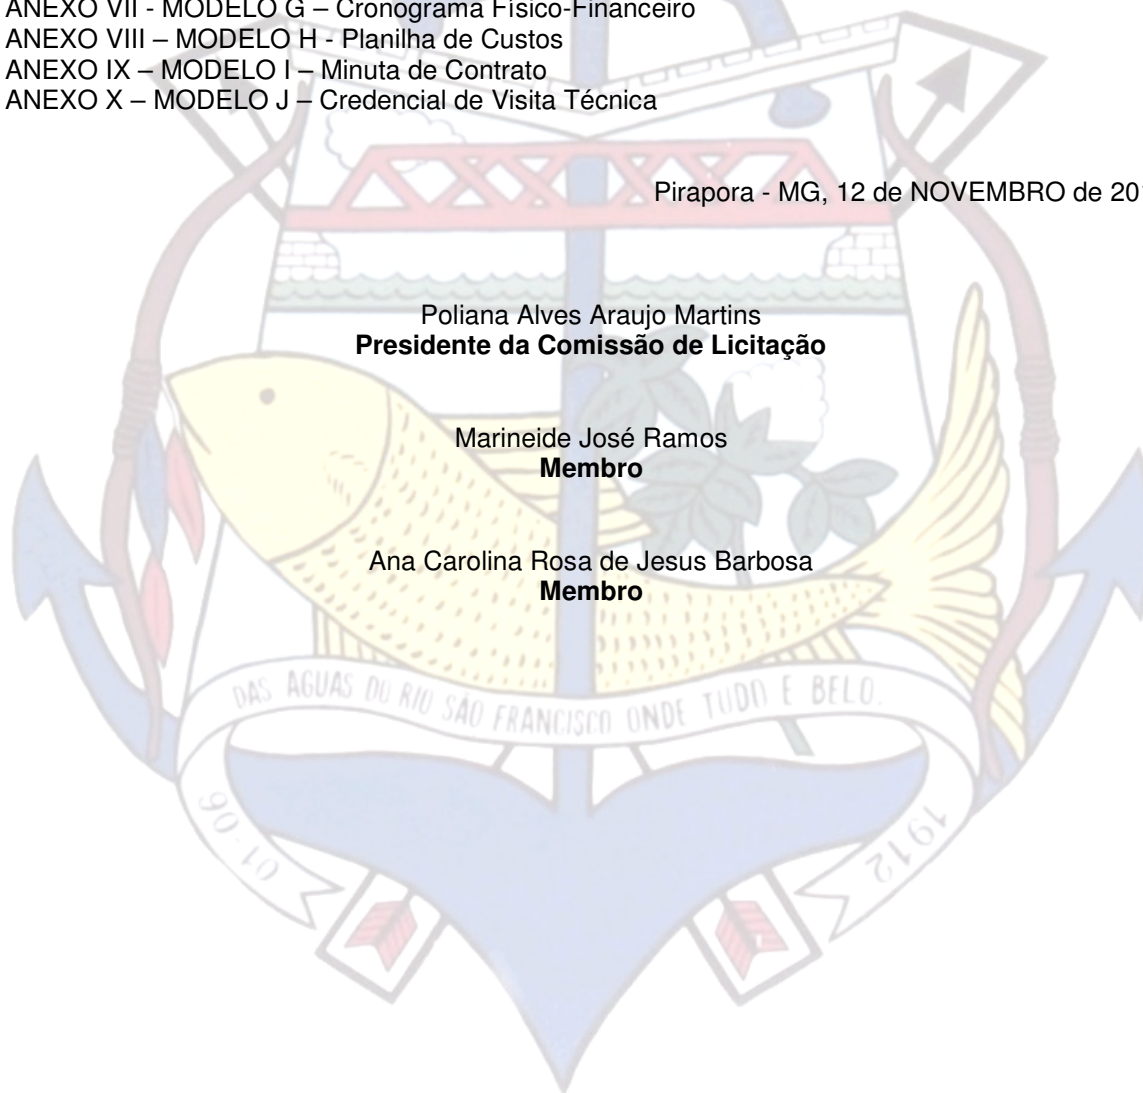 ANEXO VII - MODELO G – Cronograma Físico-Financeiro
ANEXO VIII – MODELO H - Planilha de Custos
ANEXO IX – MODELO I – Minuta de Contrato
ANEXO X – MODELO J – Credencial de Visita Técnica
Pirapora - MG, 12 de NOVEMBRO de 20
Poliana Alves Araujo Martins
Presidente da Comissão de Licitação
Marineide José Ramos
Membro
Ana Carolina Rosa de Jesus Barbosa
Membro
DAS AGUAS DO RIO SÃO FRANCISCO ONDE TUDO E BELO.
01-06
1912